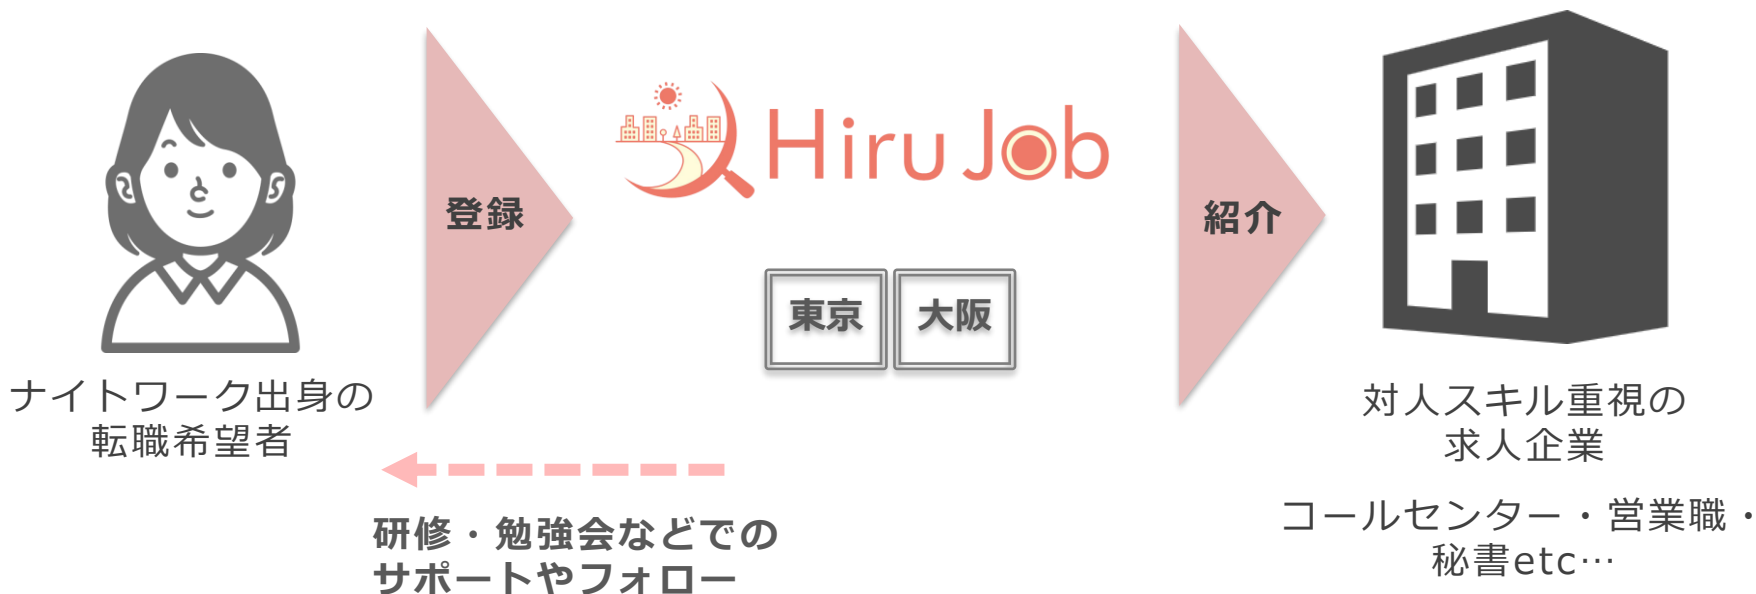 登録
Hiru Job
紹介
東京
大阪
ナイトワーク出身の
転職希望者
対人スキル重視の
求人企業
研修・勉強会などでの
サポートやフォロー
コールセンター・営業職・
秘書etc…